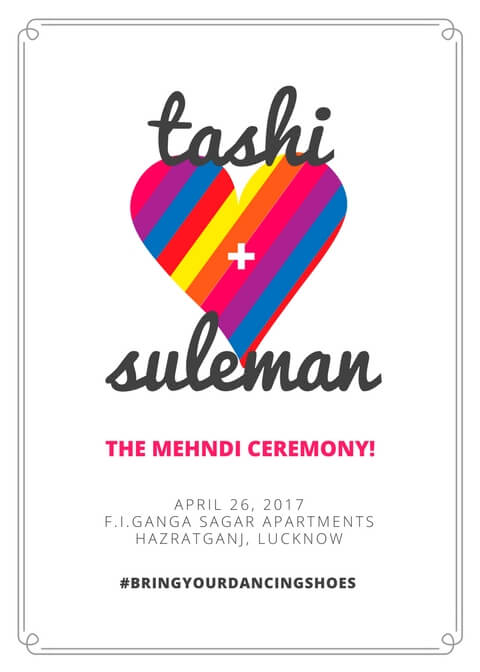 tashi
+
suleman
THE MEHNDI CEREMONY!
APRIL 26, 2017
F.I.GANGA SAGAR APARTMENTS
HAZRATGANJ, LUCKNOW
#BRINGYOURDANCINGSHOES